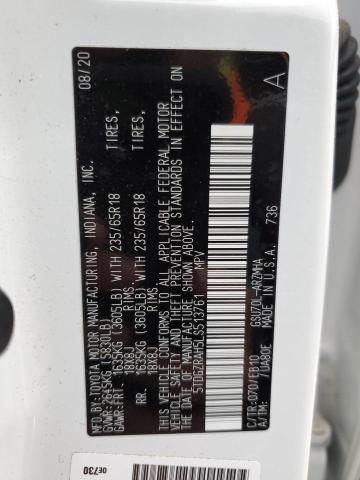 MFD.BY:TOYOTA MOTOR MANUFACTURING, INDIANA, INC. 08/20
GVWR:2645KG (5830LB)
GAWR:FRT. 1635KG (3605LB) WITH 235/65R18 TIRES,
18X8J RIMS
RR. 1635KG (3605LB) WITH 235/65R18 TIRES,
18X8J RIMS
THIS VEHICLE CONFORMS TO ALL APPLICABLE FEDERAL MOTOR
VEHICLE SAFETY, BUMPER, AND THEFT PREVENTION STANDARDS IN EFFECT ON
THE DATE OF MANUFACTURE SHOWN ABOVE.
5TDGZRAH5LS513761 MPV A
C/TR:070/EB10 GSU70L-ARZMHA 736
A/TM: /UA80E MADE IN U.S.A.
0E730